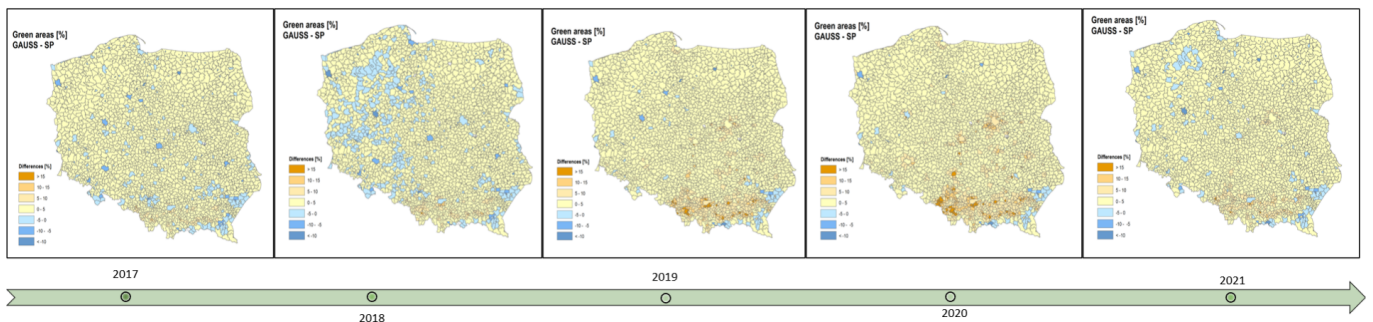 Green areas [%]
GAUSS - SP
Differences [%]
> 15
10 - 15
5 - 10
0 - 5
-5 - 0
-10 - -5
< -10
Green areas [%]
GAUSS - SP
Differences [%]
> 15
10 - 15
5 - 10
0 - 5
-5 - 0
-10 - -5
< -10
Green areas [%]
GAUSS - SP
Differences [%]
> 15
10 - 15
5 - 10
0 - 5
-5 - 0
-10 - -5
< -10
Green areas [%]
GAUSS - SP
Differences [%]
> 15
10 - 15
5 - 10
0 - 5
-5 - 0
-10 - -5
< -10
Green areas [%]
GAUSS - SP
Differences [%]
> 15
10 - 15
5 - 10
0 - 5
-5 - 0
-10 - -5
< -10
2017
2018
2019
2020
2021